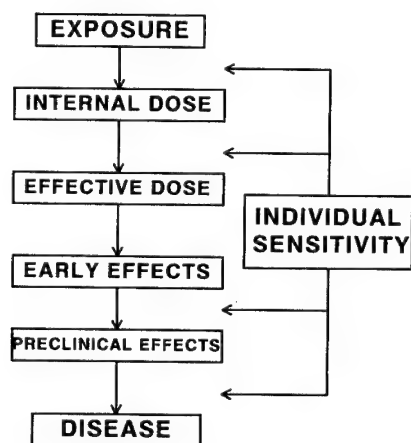 EXPOSURE
INTERNAL DOSE
EFFECTIVE DOSE
INDIVIDUAL
SENSITIVITY
EARLY EFFECTS
PRECLINICAL EFFECTS
DISEASE